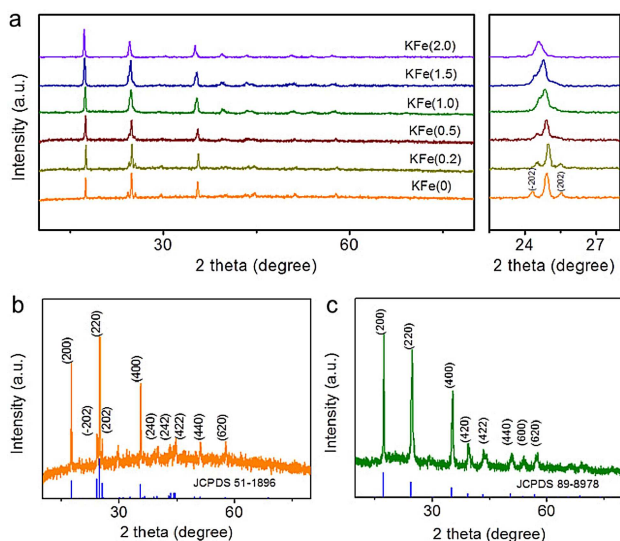 a
Intensity (a.u.)
KFe(2.0)
KFe(1.5)
KFe(1.0)
KFe(0.5)
KFe(0.2)
KFe(0)
30
60
2 theta (degree)
(-202)
(202)
24
27
2 theta (degree)
b
Intensity (a.u.)
(200)
(-202)
(220)
(202)
(400)
(240)
(242)
(422)
(440)
(620)
JCPDS 51-1896
30
60
2 theta (degree)
c
Intensity (a.u.)
(200)
(220)
(400)
(420)
(422)
(440)
(600)
(620)
JCPDS 89-8978
30
60
2 theta (degree)